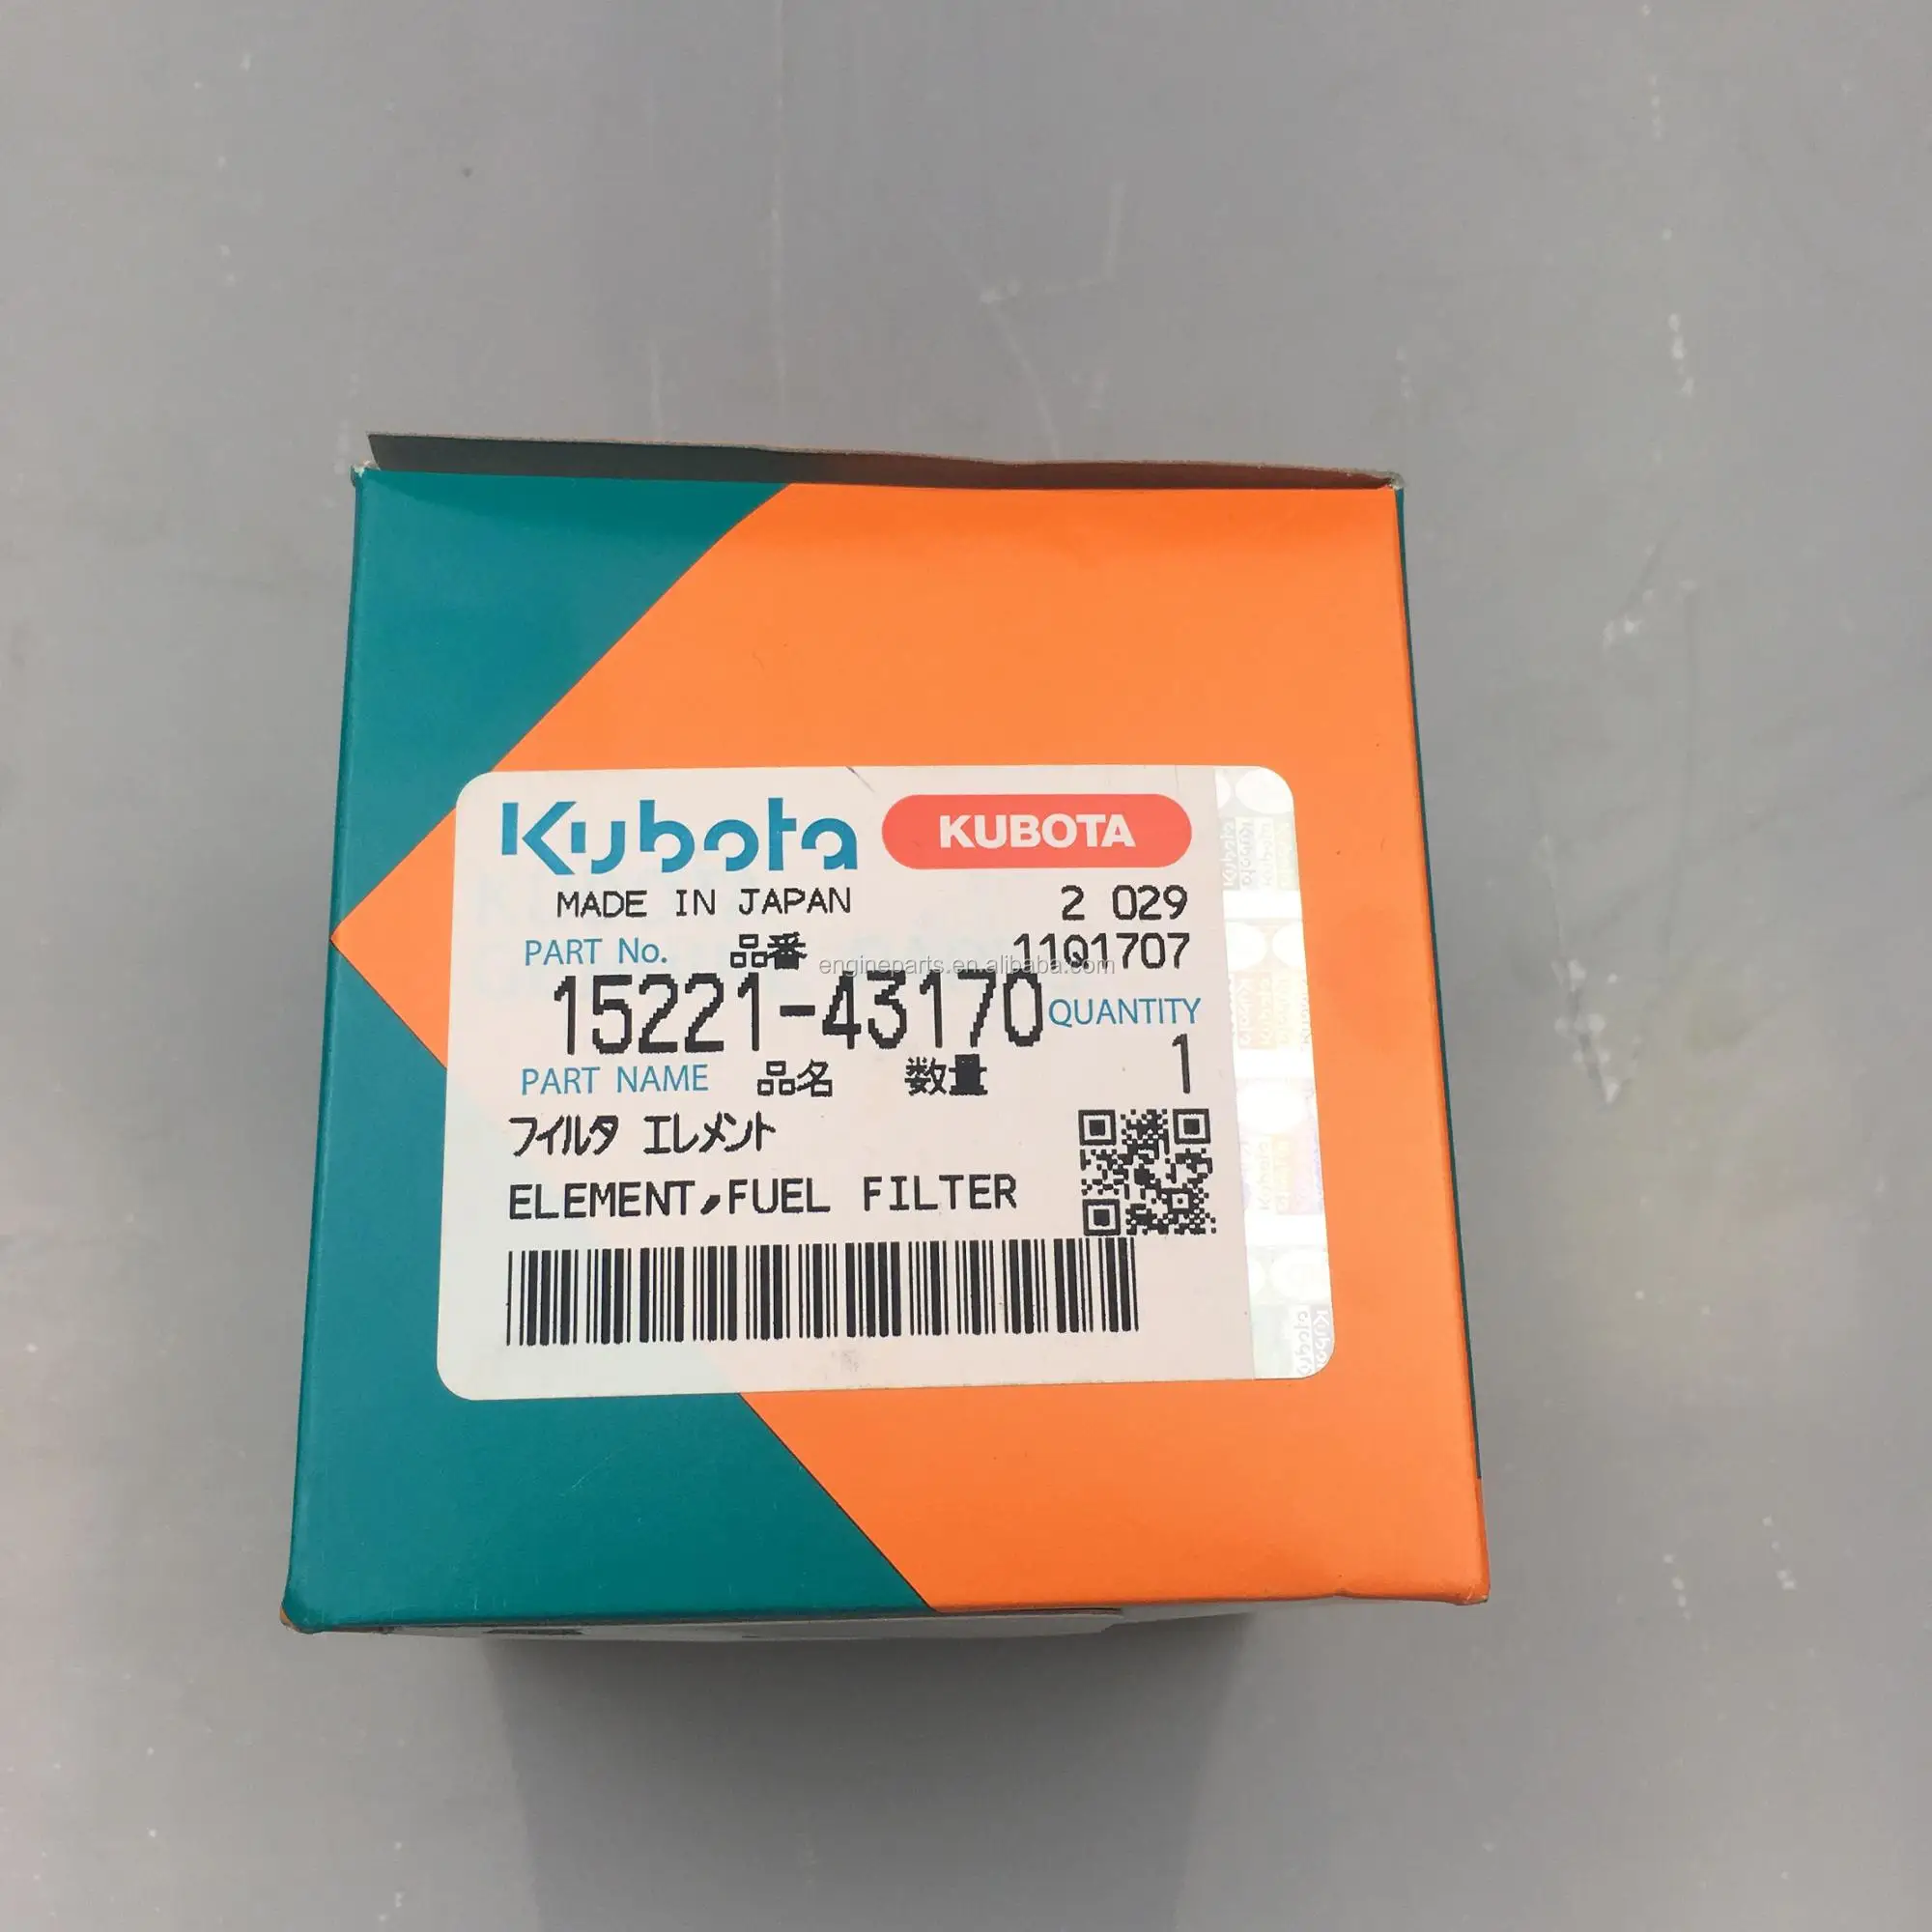 Kubota KUBOTA
MADE IN JAPAN 2 029
PART No. 品番 11Q1707
engineparts.en.alibaba.com
15221-43170 QUANTITY
PART NAME 品名 数量 1
フイルタ エレメント
ELEMENT,FUEL FILTER